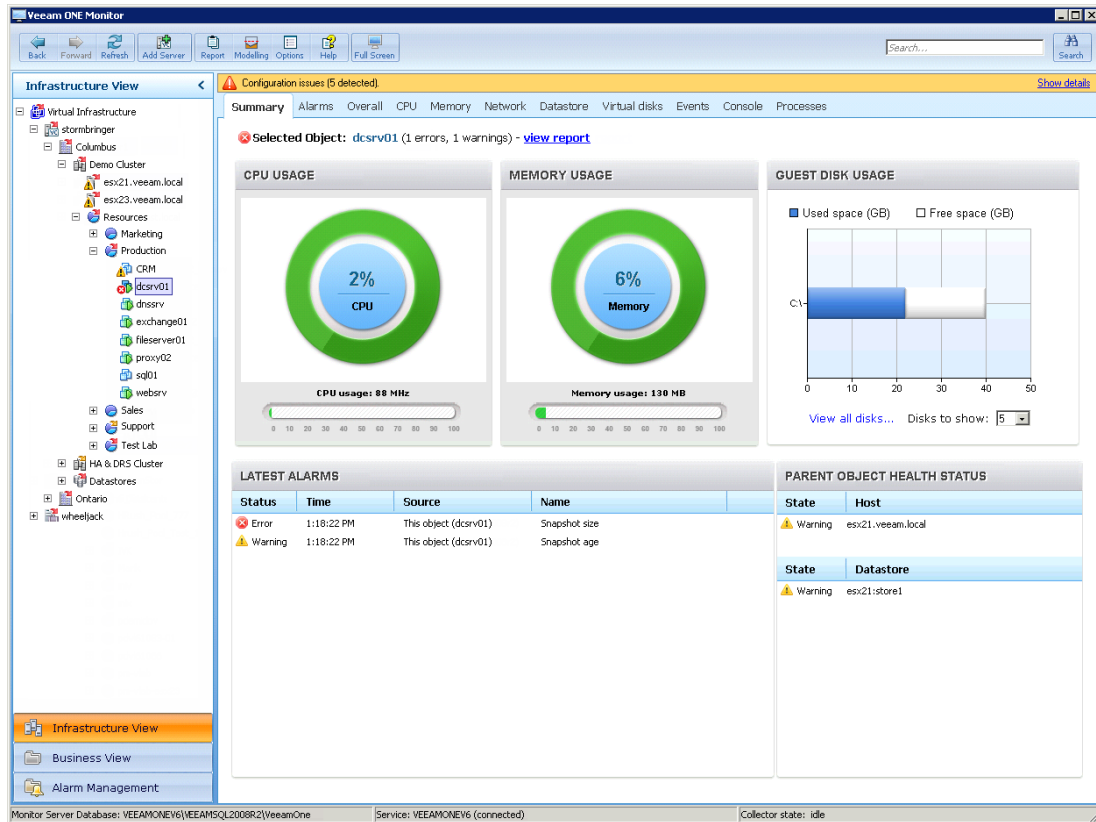 Veeam ONE Monitor
Back Forward Refresh Add Server Report Modelling Options Help Full Screen
Search...
Search
Infrastructure View
Virtual Infrastructure
stormbringer
Columbus
Demo Cluster
esx21.veeam.local
esx23.veeam.local
Resources
Marketing
Production
CRM
dcsrv01
dnssrv
exchange01
fileserver01
proxy02
sql01
websrv
Sales
Support
Test Lab
HA & DRS Cluster
Datastores
Ontario
wheeljack
Infrastructure View
Business View
Alarm Management
Configuration issues (5 detected).
Show details
Summary Alarms Overall CPU Memory Network Datastore Virtual disks Events Console Processes
Selected Object: dcsrv01 (1 errors, 1 warnings) - view report
CPU USAGE
2%
CPU
CPU usage: 88 MHz
0 10 20 30 40 50 60 70 80 90 100
MEMORY USAGE
6%
Memory
Memory usage: 130 MB
0 10 20 30 40 50 60 70 80 90 100
GUEST DISK USAGE
Used space (GB) Free space (GB)
C:\
0 10 20 30 40 50
View all disks... Disks to show: 5
LATEST ALARMS
Status Time Source Name
Error 1:18:22 PM This object (dcsrv01) Snapshot size
Warning 1:18:22 PM This object (dcsrv01) Snapshot age
PARENT OBJECT HEALTH STATUS
State Host
Warning esx21.veeam.local
State Datastore
Warning esx21:store1
Monitor Server Database: VEEAMONEV6\VEEAMSQL2008R2\VeeamOne
Service: VEEAMONEV6 (connected)
Collector state: idle